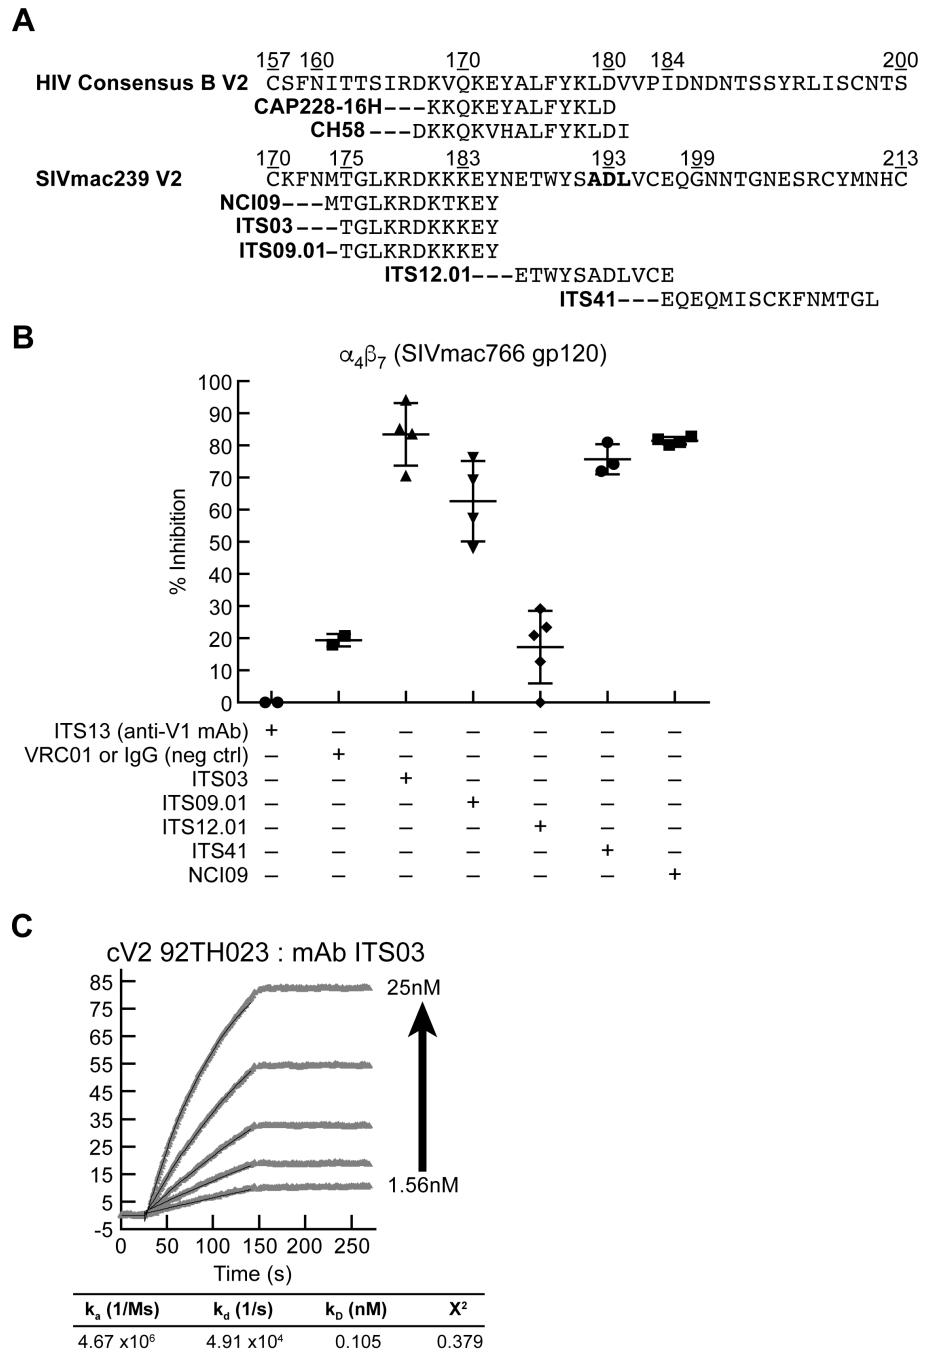 A
157 160 170 180 184 200
HIV Consensus B V2 CSFNITTSIRDKVQKEYALFYKLDVVPIDNDNTSSYRLISCNTS
CAP228-16H---KKQKEYALFYKLD
CH58 ---DKKQKVHALFYKLDI
170 175 183 193 199 213
SIVmac239 V2 CKFNMTGLKRDKKKEYNETWYSADLVCEQGNNTGNESRCYMNHC
NCI09---MTGLKRDKTKEY
ITS03---TGLKRDKKKEY
ITS09.01-TGLKRDKKKEY
ITS12.01---ETWYSADLVCE
ITS41---EQEQMISCKFNMTGL
B
α4β7 (SIVmac766 gp120)
% Inhibition
100
90
80
70
60
50
40
30
20
10
0
ITS13 (anti-V1 mAb) + – – – – – –
VRC01 or IgG (neg ctrl) – + – – – – –
ITS03 – – + – – – –
ITS09.01 – – – + – – –
ITS12.01 – – – – + – –
ITS41 – – – – – + –
NCI09 – – – – – – +
C
cV2 92TH023 : mAb ITS03
85
75
65
55
45
35
25
15
5
-5
25nM
1.56nM
0 50 100 150 200 250
Time (s)
ka (1/Ms) kd (1/s) kD (nM) X²
4.67 x10⁶ 4.91 x10⁴ 0.105 0.379